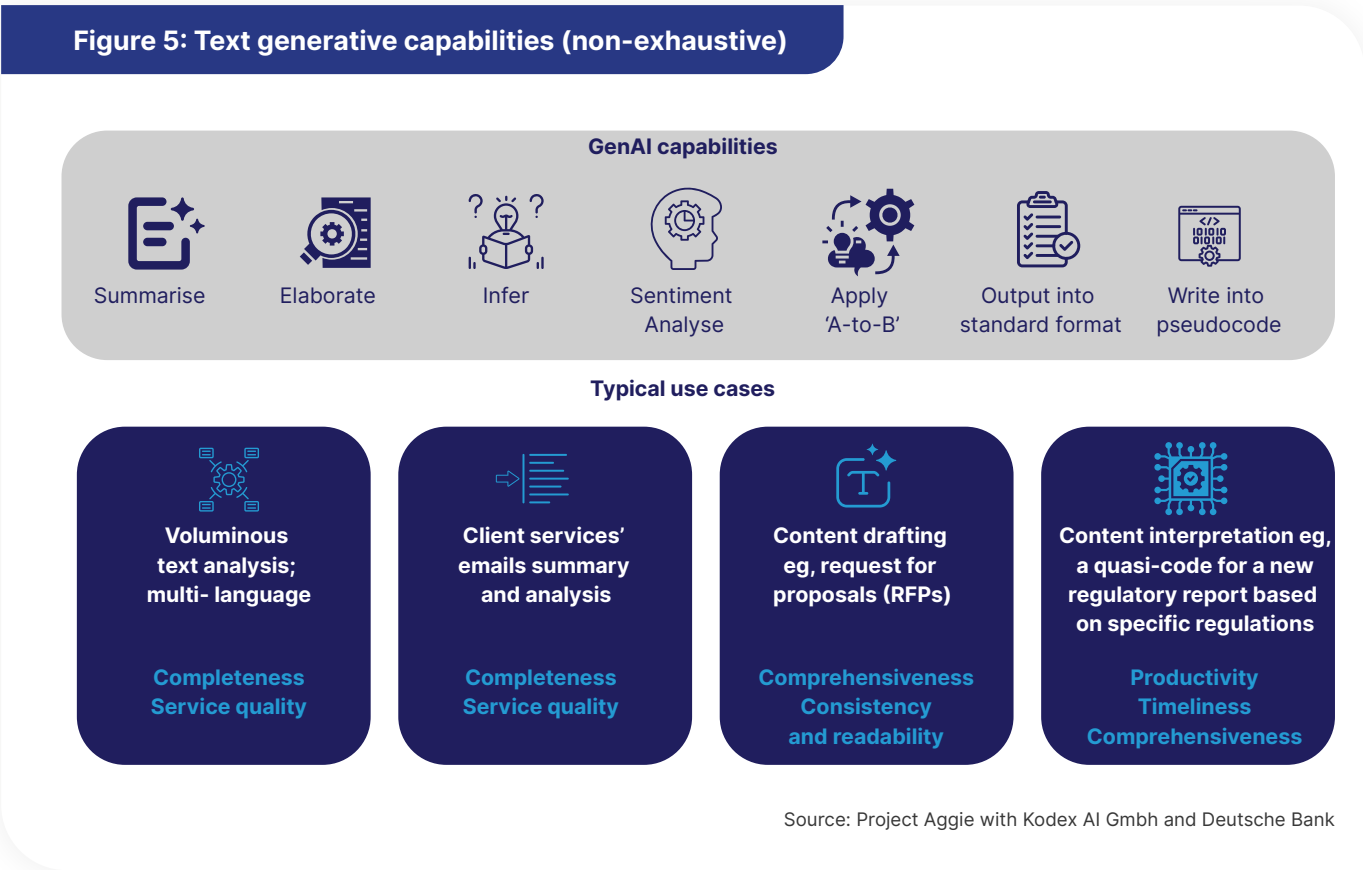 Figure 5: Text generative capabilities (non-exhaustive)
GenAI capabilities
Summarise
Elaborate
Infer
Sentiment
Analyse
Apply
‘A-to-B’
Output into
standard format
</>
101010
010101
Write into
pseudocode
Typical use cases
Voluminous
text analysis;
multi- language
Completeness
Service quality
Client services’
emails summary
and analysis
Completeness
Service quality
T
Content drafting
eg, request for
proposals (RFPs)
Comprehensiveness
Consistency
and readability
Content interpretation eg,
a quasi-code for a new
regulatory report based
on specific regulations
Productivity
Timeliness
Comprehensiveness
Source: Project Aggie with Kodex AI Gmbh and Deutsche Bank